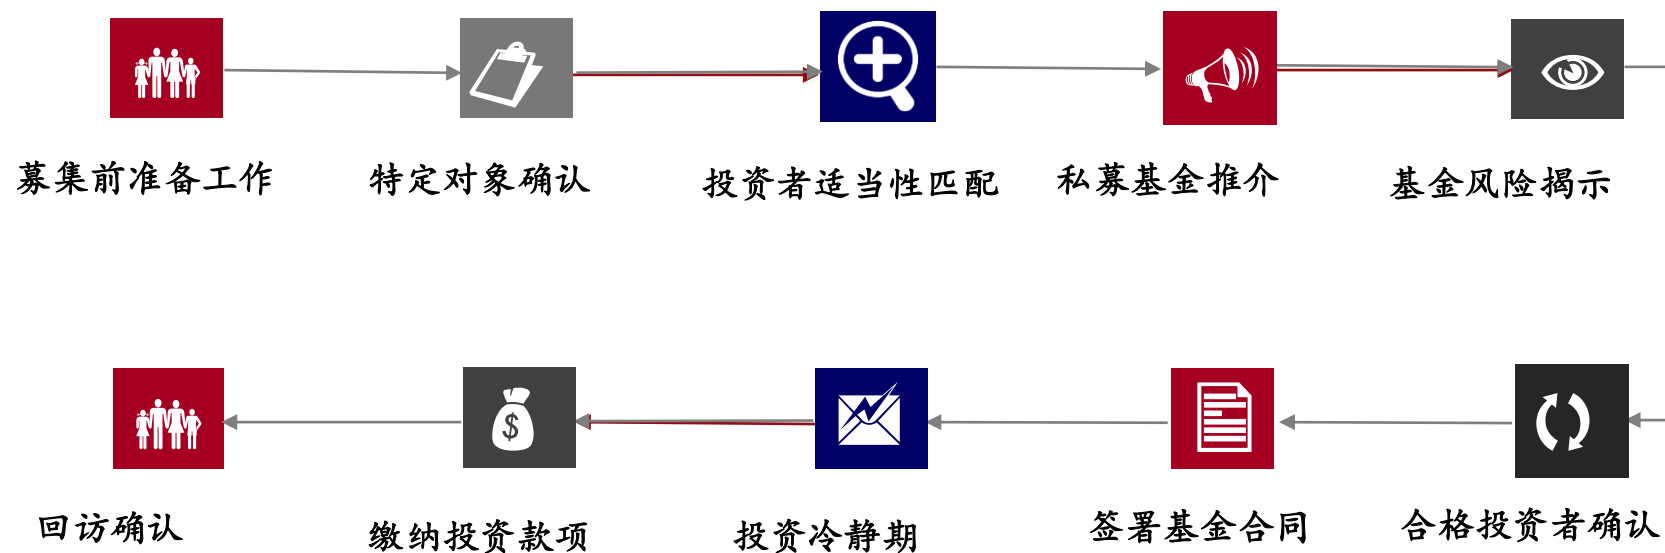 募集前准备工作
特定对象确认
投资者适当性匹配
私募基金推介
基金风险揭示
$
回访确认
缴纳投资款项
投资冷静期
签署基金合同
合格投资者确认